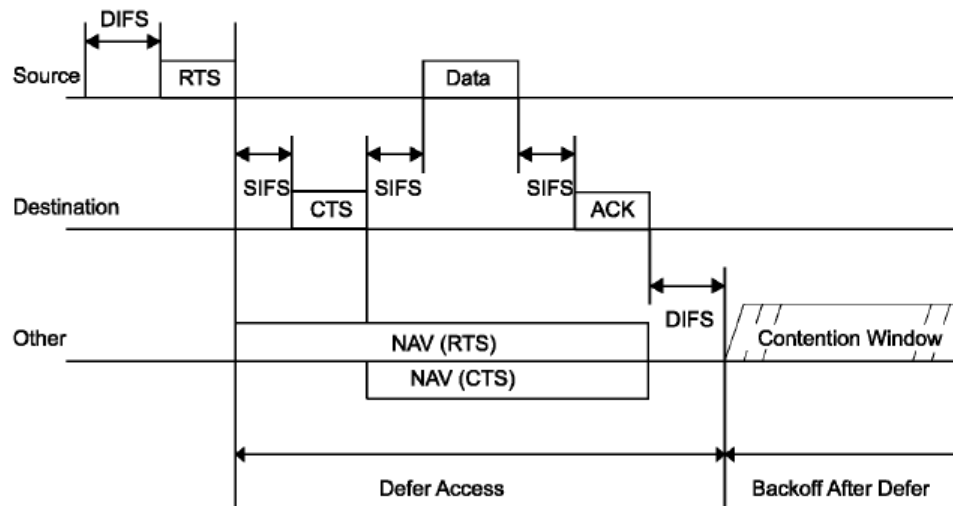 DIFS
Source
RTS
Data
SIFS
SIFS
SIFS
Destination
CTS
ACK
DIFS
Other
NAV (RTS)
Contention Window
NAV (CTS)
Defer Access
Backoff After Defer